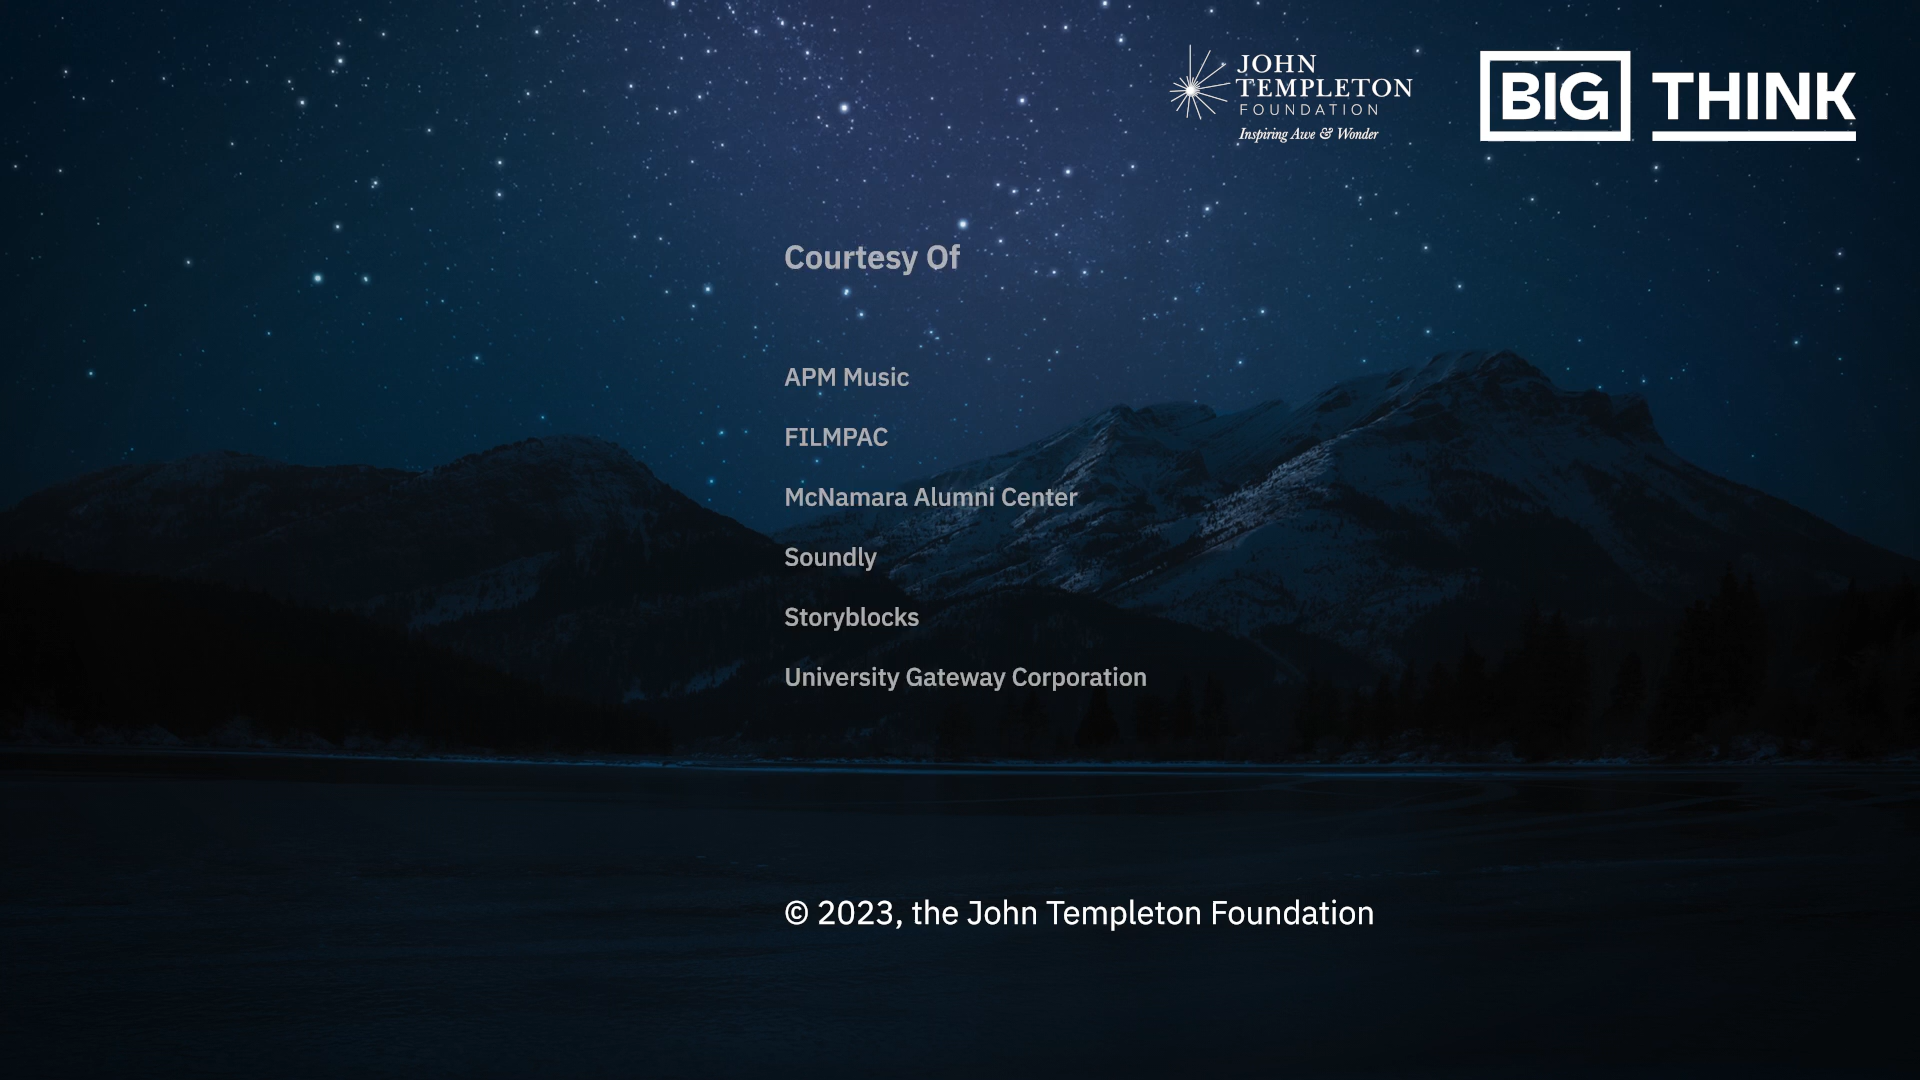 JOHN
TEMPLETON
FOUNDATION
Inspiring Awe & Wonder
BIG THINK
Courtesy Of
APM Music
FILMPAC
McNamara Alumni Center
Soundly
Storyblocks
University Gateway Corporation
© 2023, the John Templeton Foundation